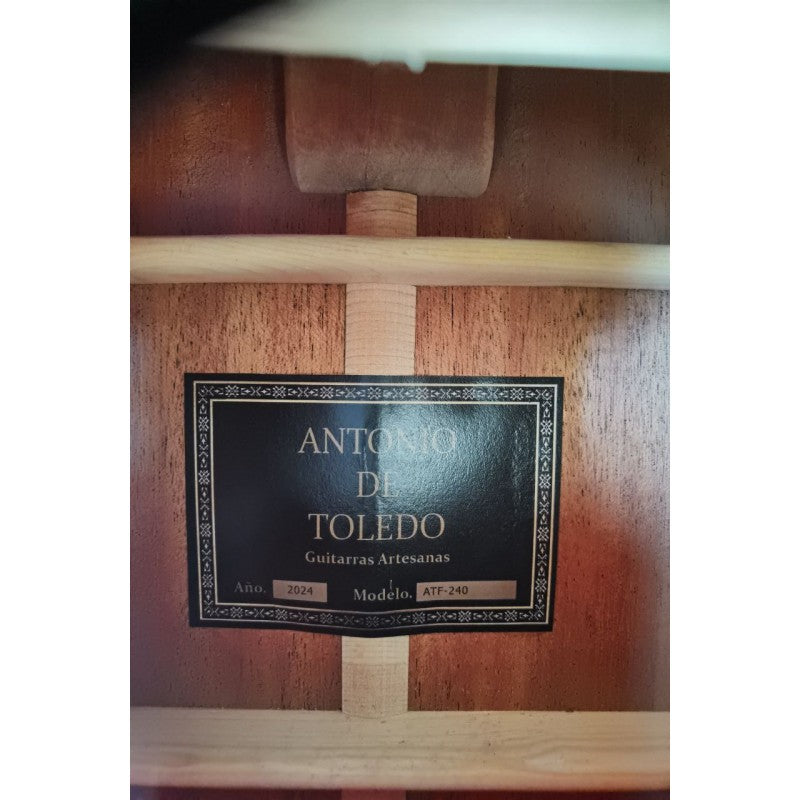 ANTONIO
DE
TOLEDO
Guitarras Artesanas
Año. 2024 Modelo. ATF-240